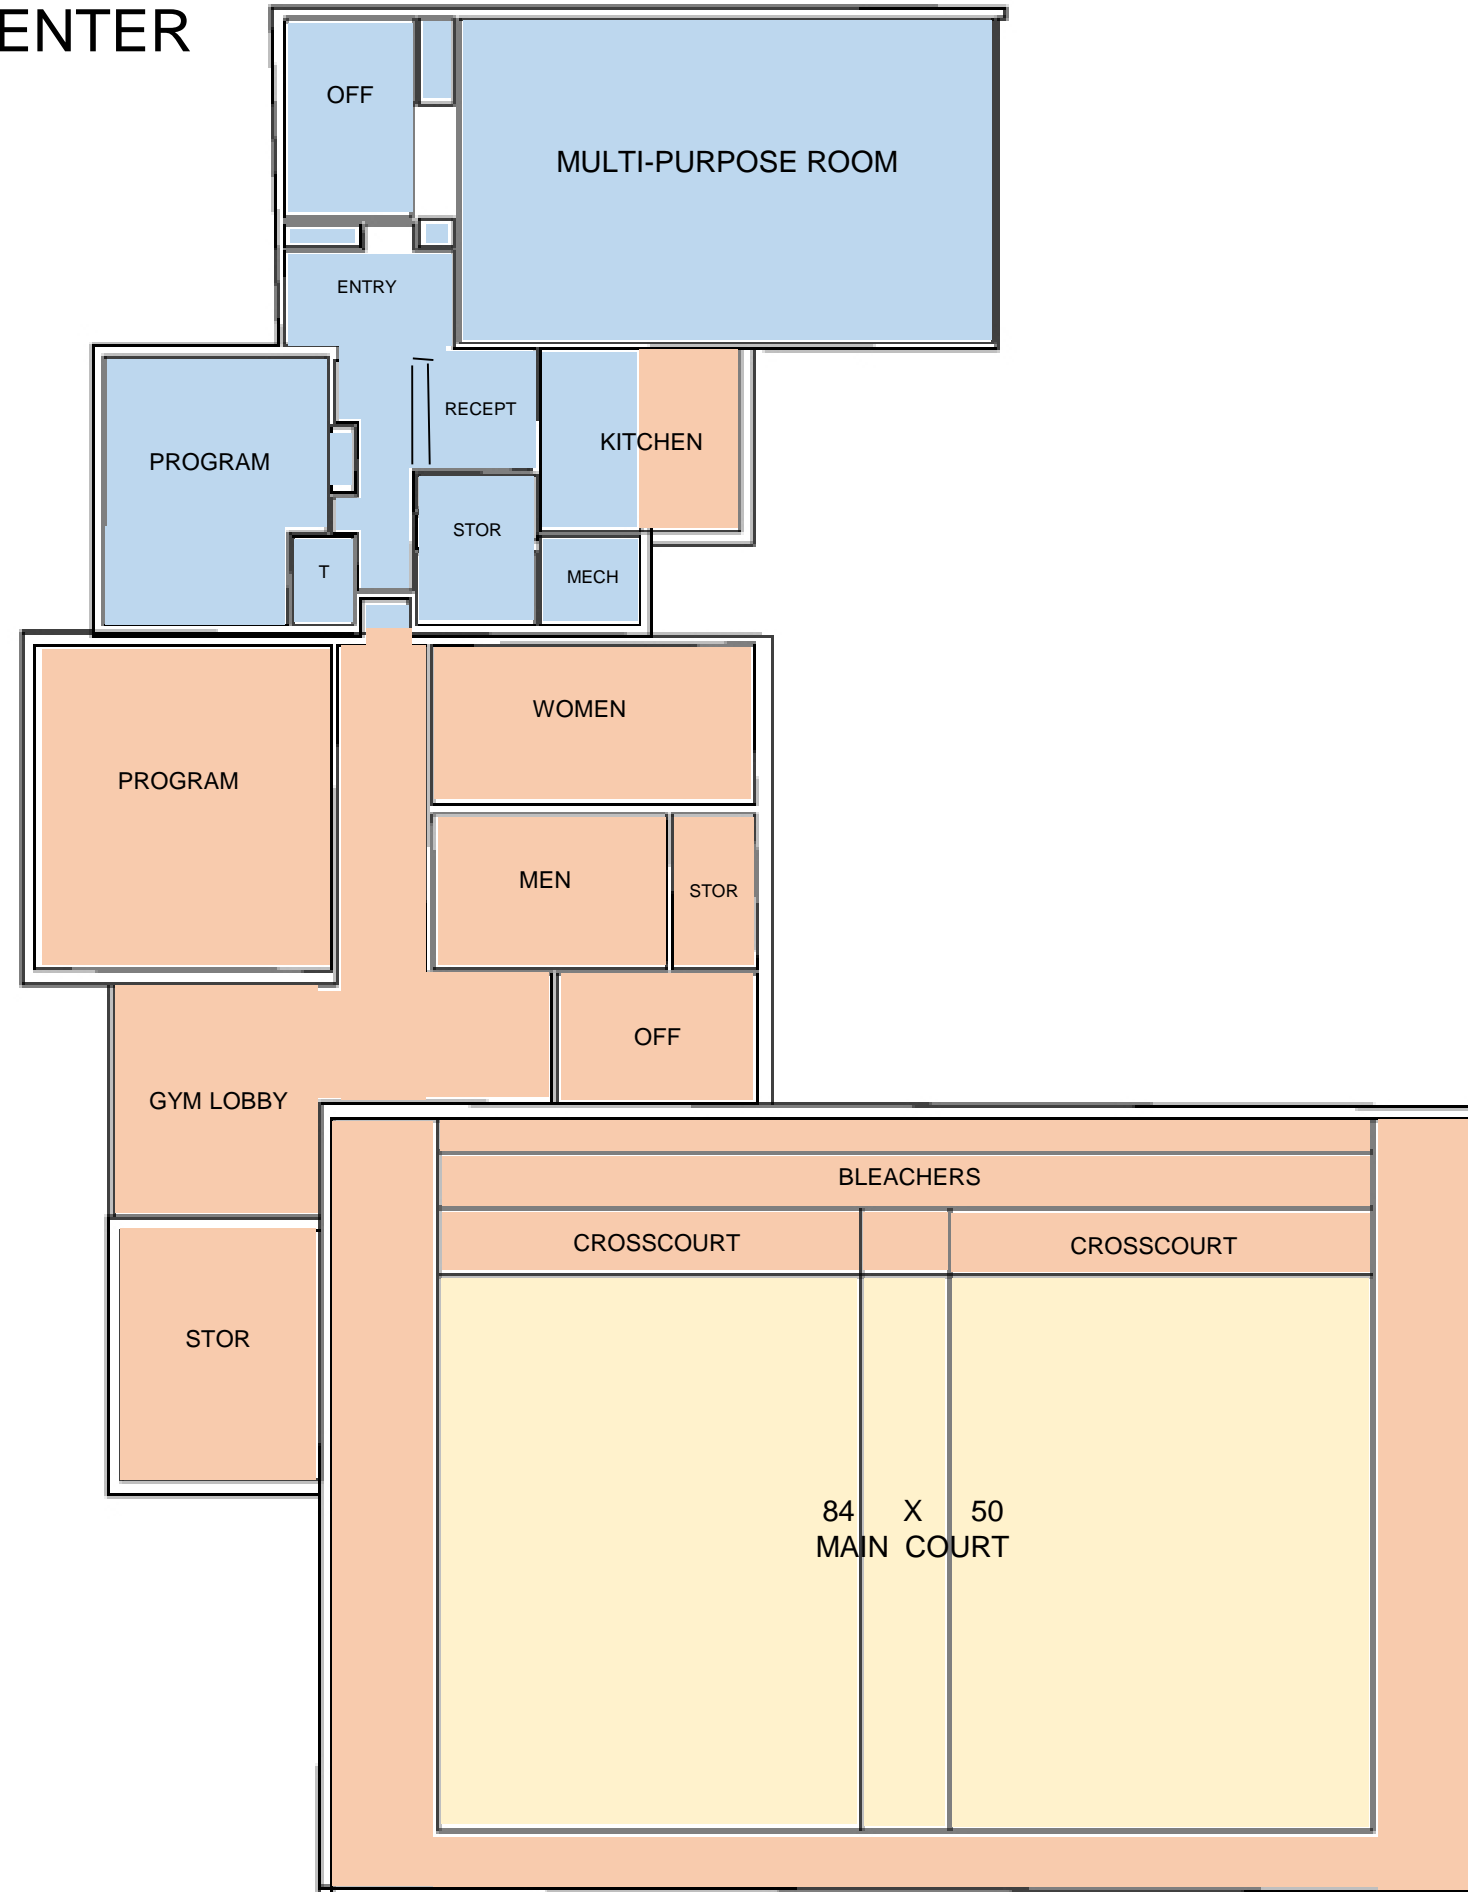 ENTER
OFF
MULTI-PURPOSE ROOM
ENTRY
RECEPT
KITCHEN
PROGRAM
STOR
T
MECH
WOMEN
PROGRAM
MEN
STOR
OFF
GYM LOBBY
BLEACHERS
CROSSCOURT
CROSSCOURT
STOR
84 X 50
MAIN COURT